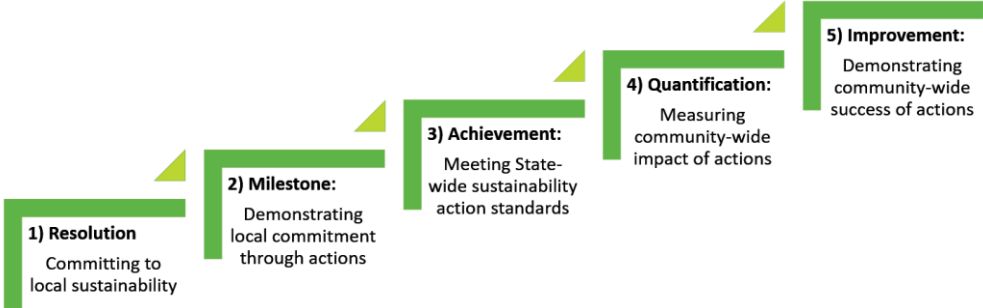 1) Resolution
Committing to
local sustainability
2) Milestone:
Demonstrating
local commitment
through actions
3) Achievement:
Meeting State-
wide sustainability
action standards
4) Quantification:
Measuring
community-wide
impact of actions
5) Improvement:
Demonstrating
community-wide
success of actions